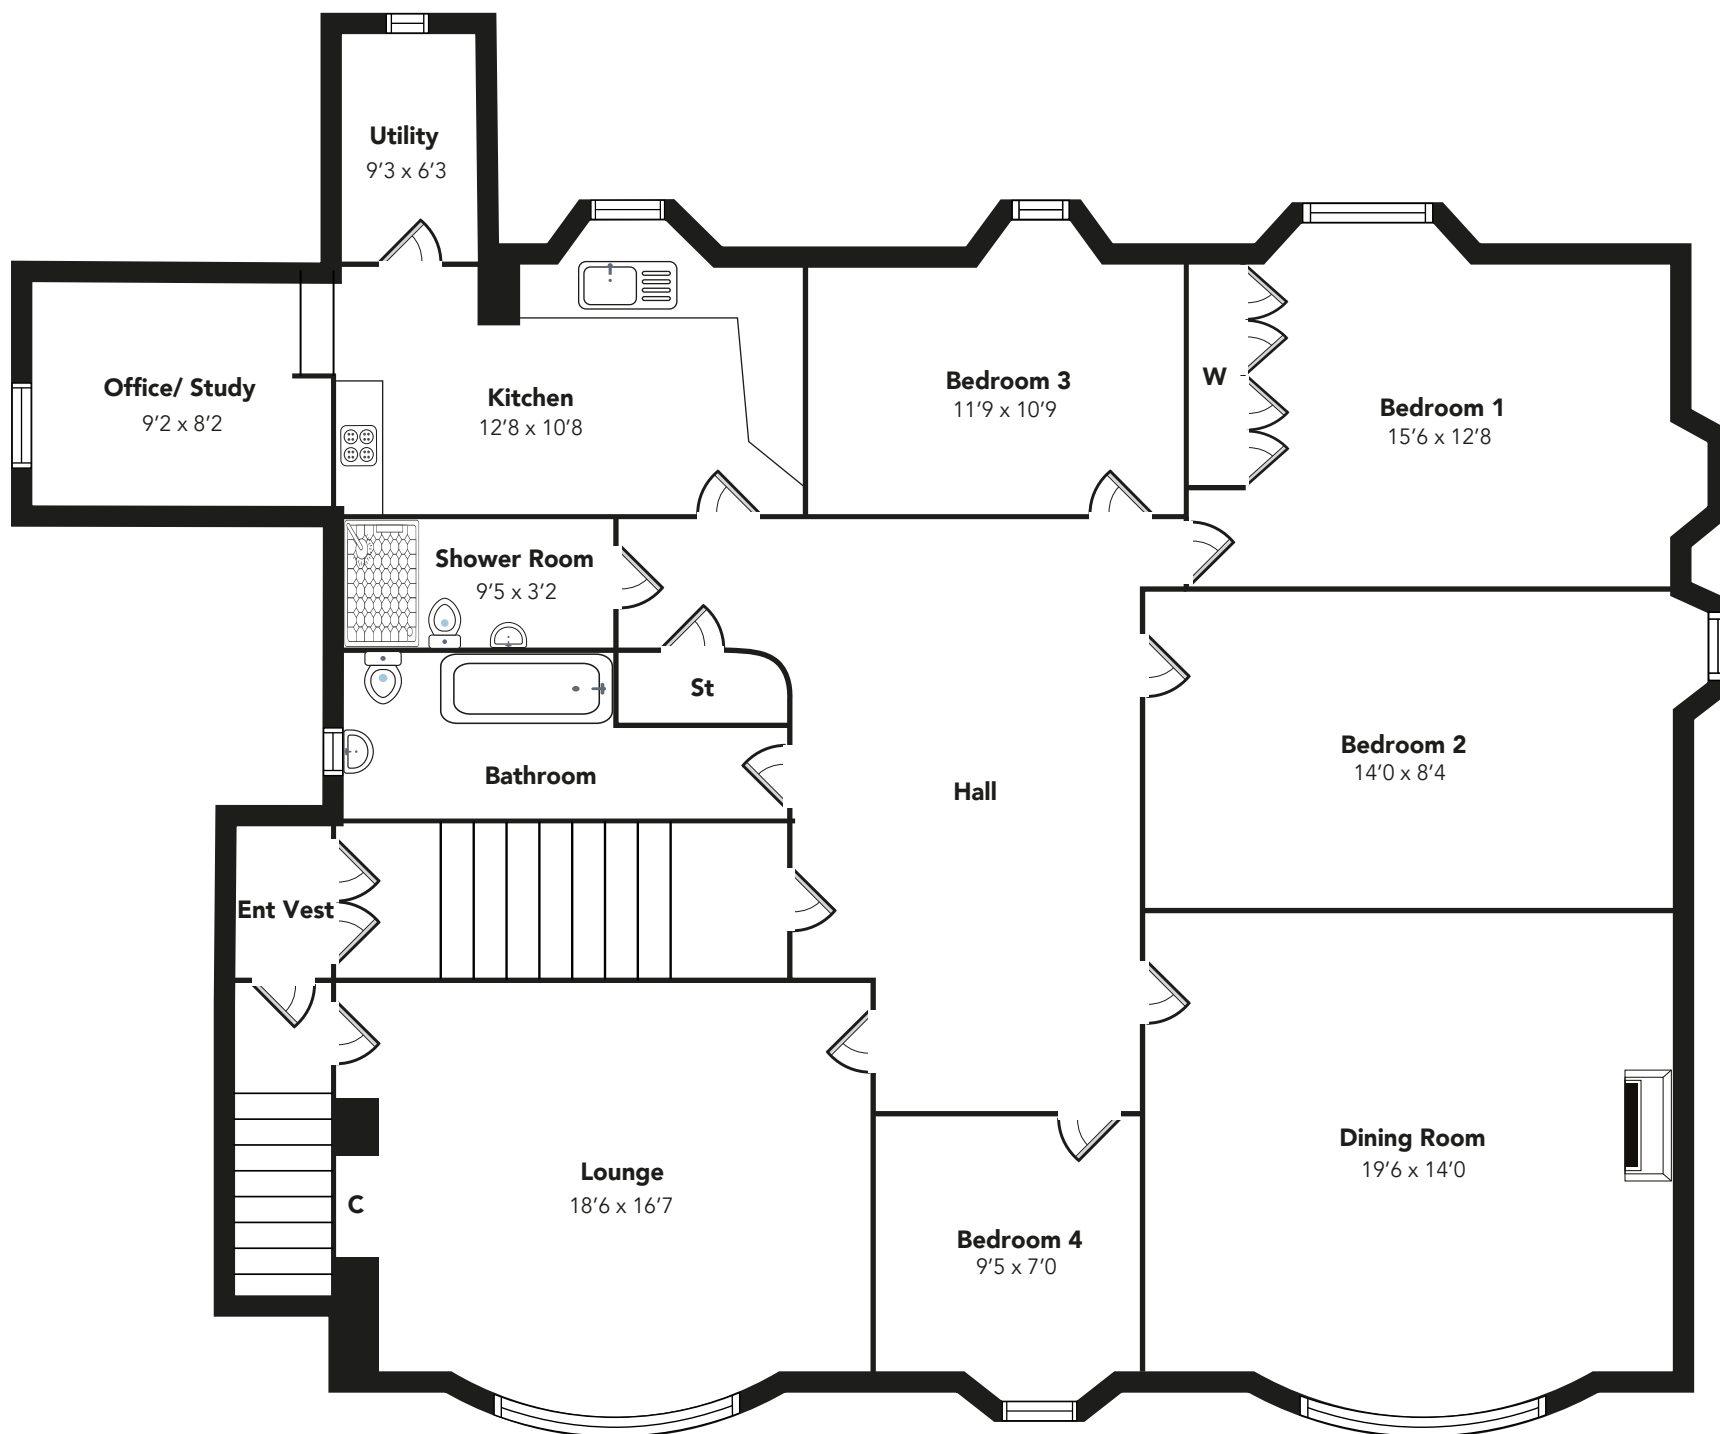 Utility
9'3 x 6'3
Office/ Study
9'2 x 8'2
Kitchen
12'8 x 10'8
Bedroom 3
11'9 x 10'9
W
Bedroom 1
15'6 x 12'8
Shower Room
9'5 x 3'2
St
Bathroom
Hall
Bedroom 2
14'0 x 8'4
Ent Vest
Lounge
18'6 x 16'7
C
Bedroom 4
9'5 x 7'0
Dining Room
19'6 x 14'0